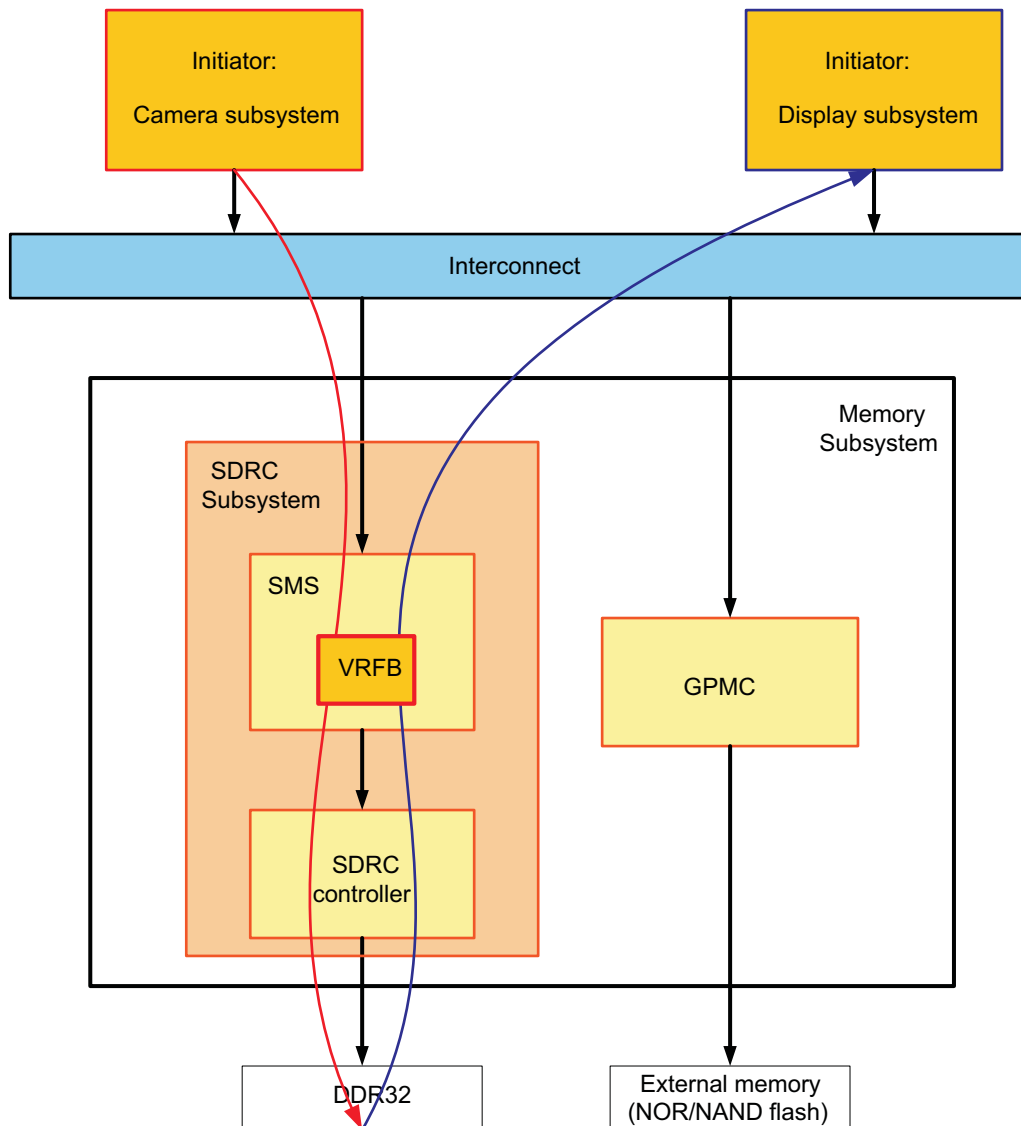 Initiator:
Camera subsystem
Initiator:
Display subsystem
Interconnect
Memory
Subsystem
SDRC
Subsystem
SMS
VRFB
GPMC
SDRC
controller
DDR32
External memory
(NOR/NAND flash)